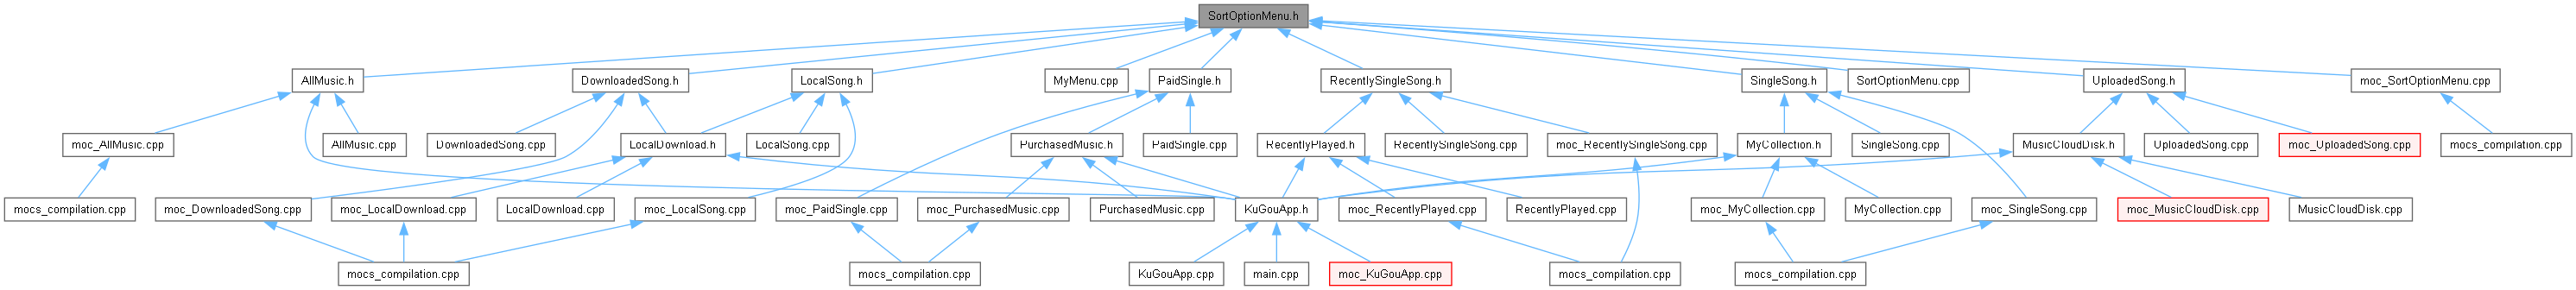 SortOptionMenu.h
AllMusic.h
DownloadedSong.h
LocalSong.h
MyMenu.cpp
PaidSingle.h
RecentlySingleSong.h
SingleSong.h
SortOptionMenu.cpp
UploadedSong.h
moc_SortOptionMenu.cpp
moc_AllMusic.cpp
AllMusic.cpp
DownloadedSong.cpp
LocalDownload.h
LocalSong.cpp
PurchasedMusic.h
PaidSingle.cpp
RecentlyPlayed.h
RecentlySingleSong.cpp
moc_RecentlySingleSong.cpp
MyCollection.h
SingleSong.cpp
MusicCloudDisk.h
UploadedSong.cpp
moc_UploadedSong.cpp
mocs_compilation.cpp
mocs_compilation.cpp
moc_DownloadedSong.cpp
moc_LocalDownload.cpp
LocalDownload.cpp
moc_LocalSong.cpp
moc_PaidSingle.cpp
moc_PurchasedMusic.cpp
PurchasedMusic.cpp
KuGouApp.h
moc_RecentlyPlayed.cpp
RecentlyPlayed.cpp
moc_MyCollection.cpp
MyCollection.cpp
moc_SingleSong.cpp
moc_MusicCloudDisk.cpp
MusicCloudDisk.cpp
mocs_compilation.cpp
mocs_compilation.cpp
KuGouApp.cpp
main.cpp
moc_KuGouApp.cpp
mocs_compilation.cpp
mocs_compilation.cpp